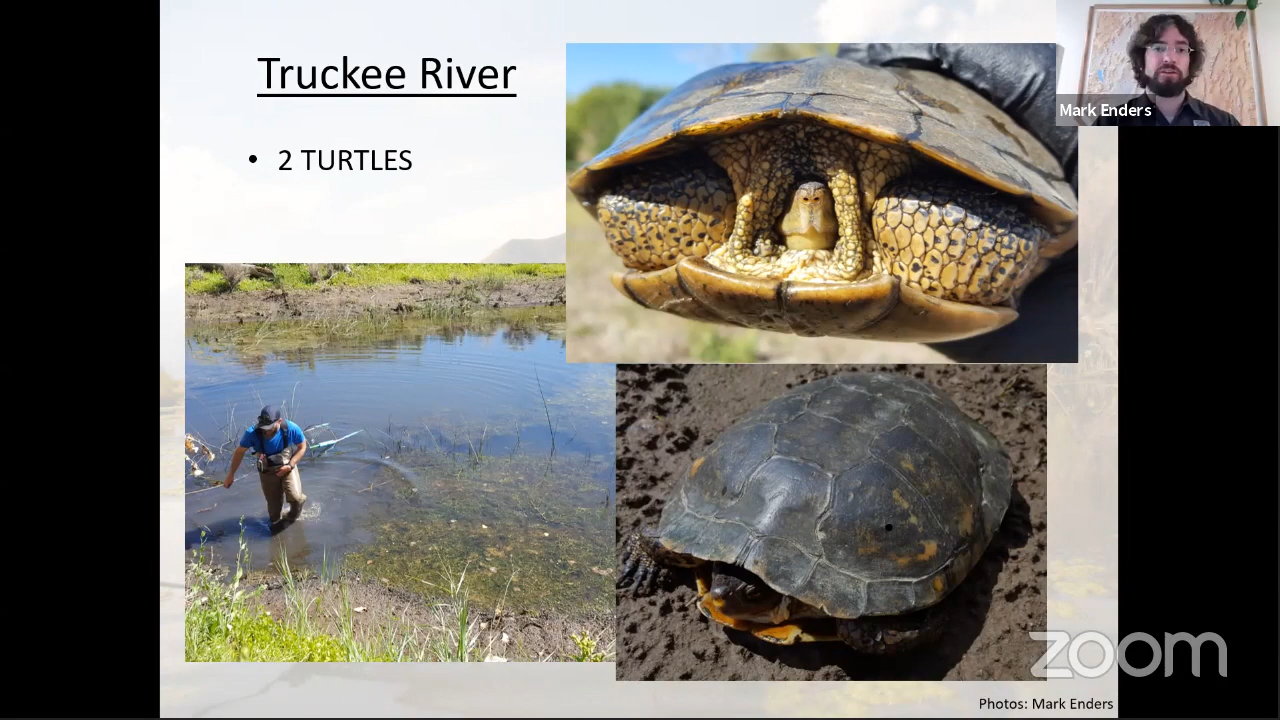 Truckee River
• 2 TURTLES
Mark Enders
zoom
Photos: Mark Enders